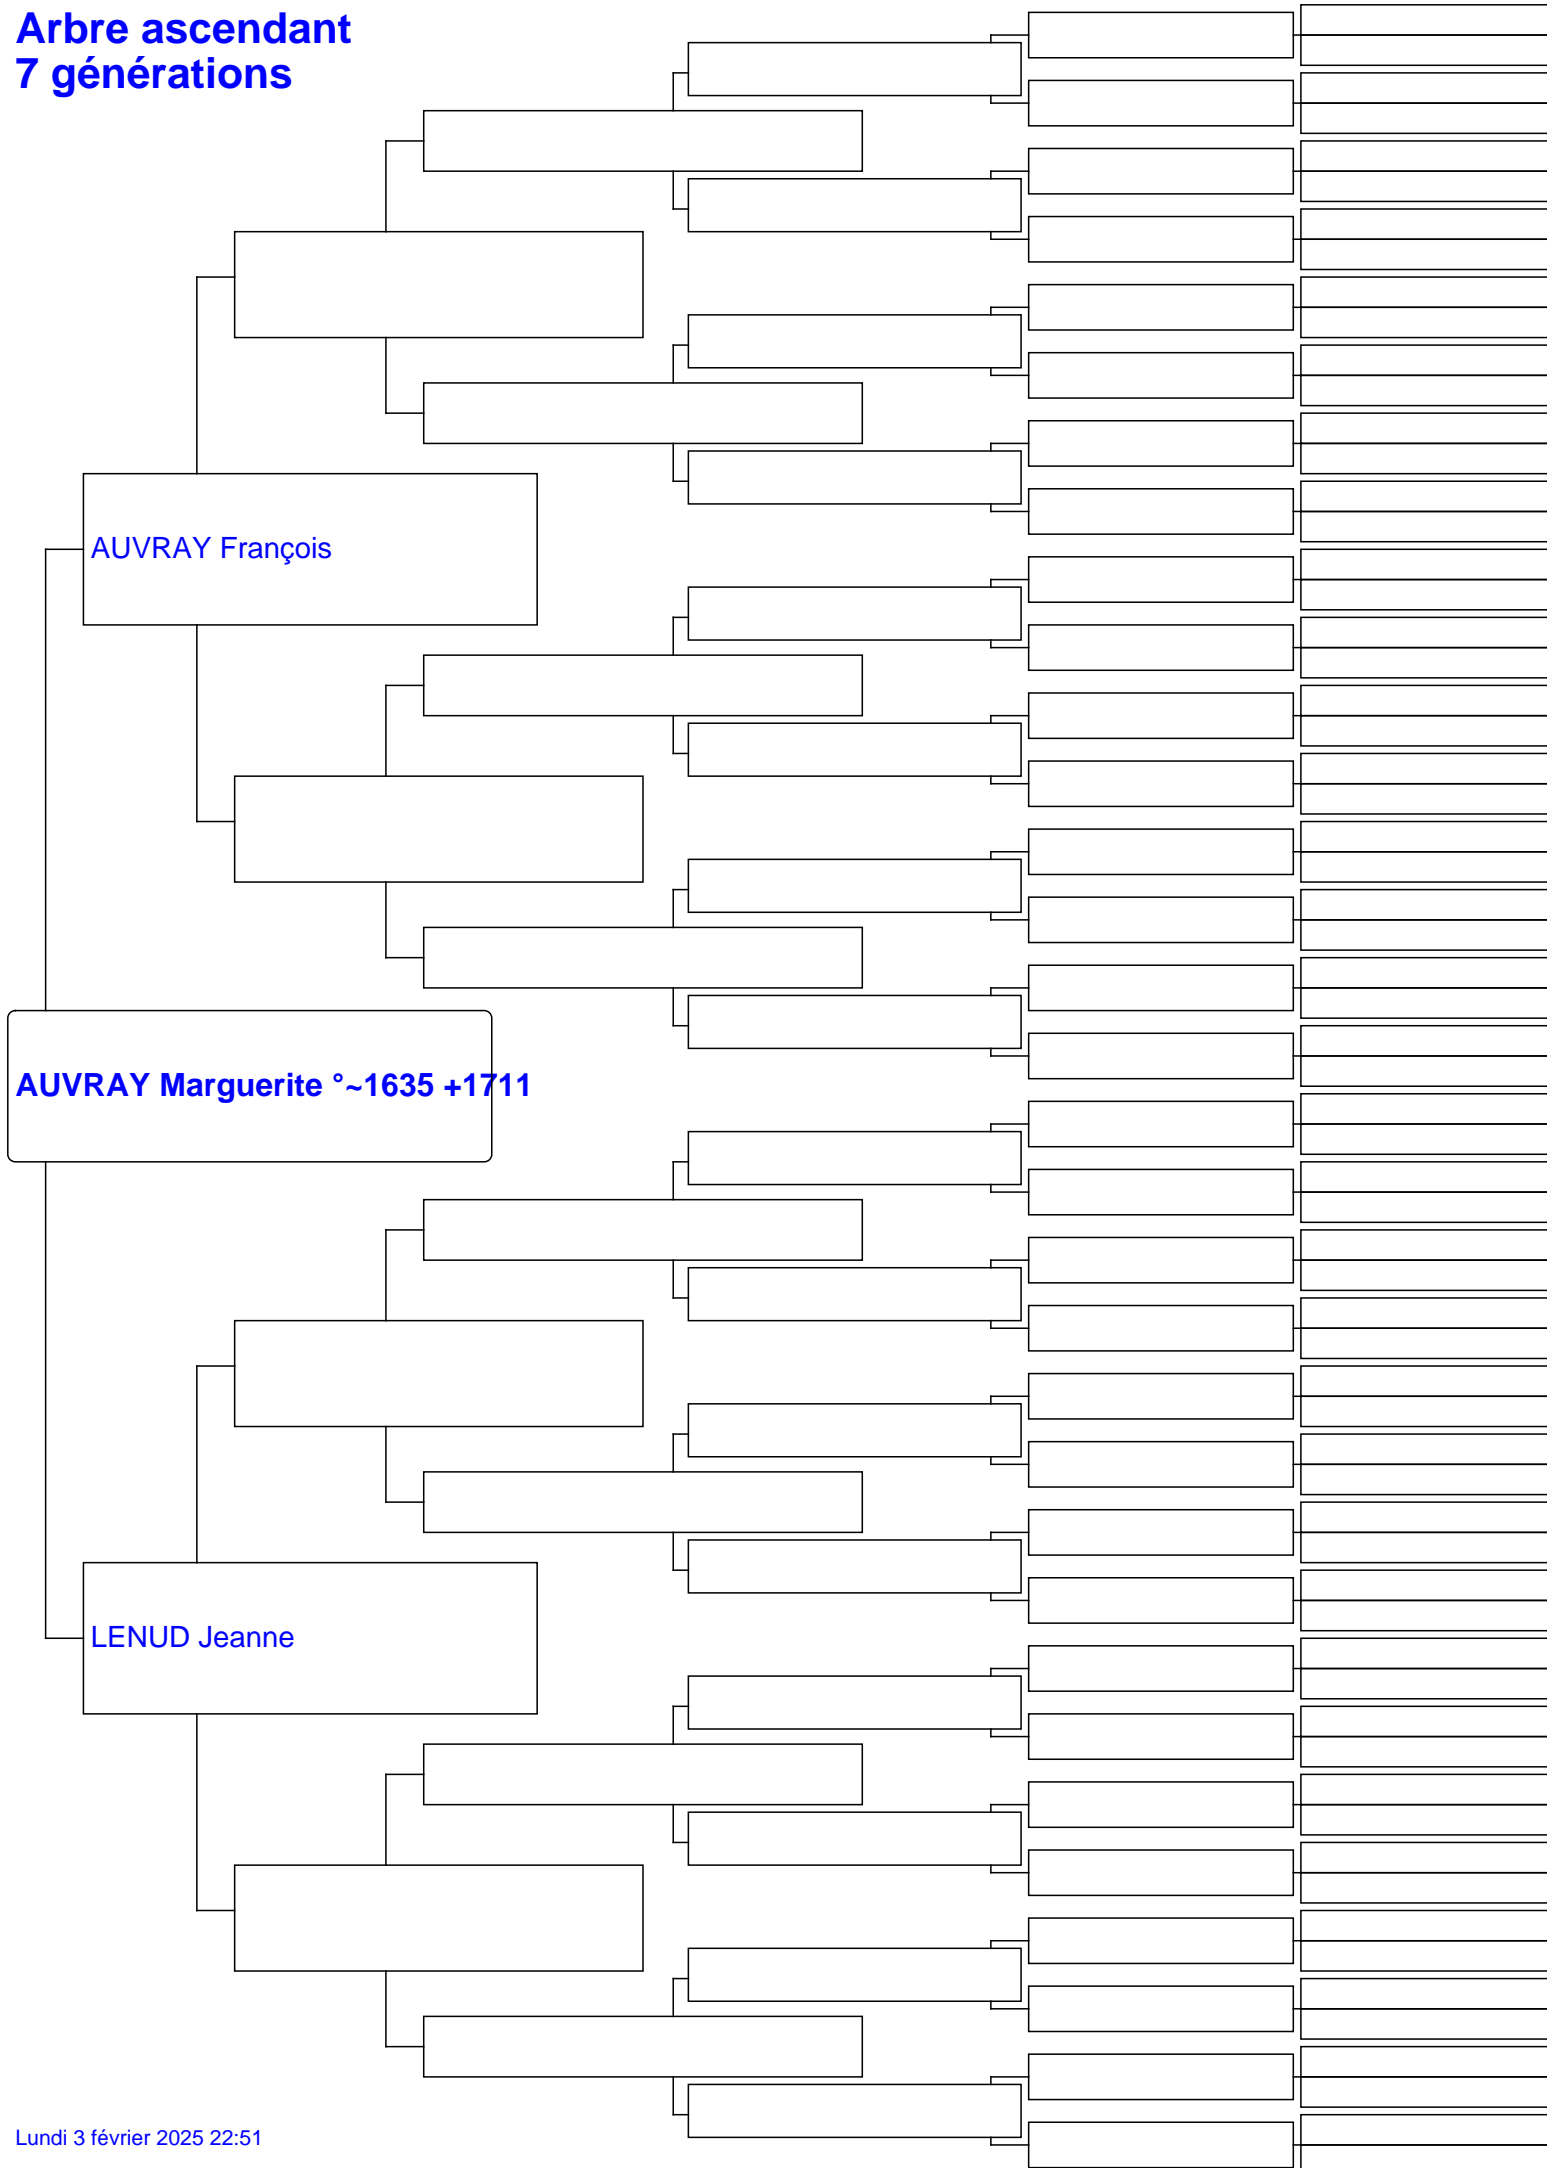 Arbre ascendant
7 générations
AUVRAY François
AUVRAY Marguerite °~1635 +1711
LENUD Jeanne
Lundi 3 février 2025 22:51